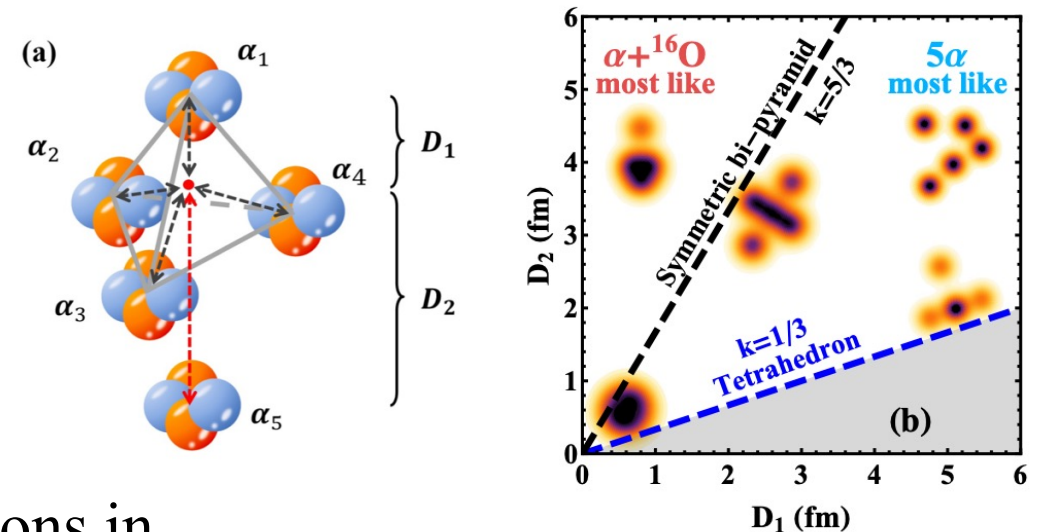 (a)
α₁
α₂
α₃
α₄
α₅
D₁
D₂
ons in
6
5
4
3
2
1
0
D₂ (fm)
α+¹⁶O
most like
5α
most like
Symmetric bi-pyramid
k=5/3
k=1/3
Tetrahedron
(b)
0 1 2 3 4 5 6
D₁ (fm)